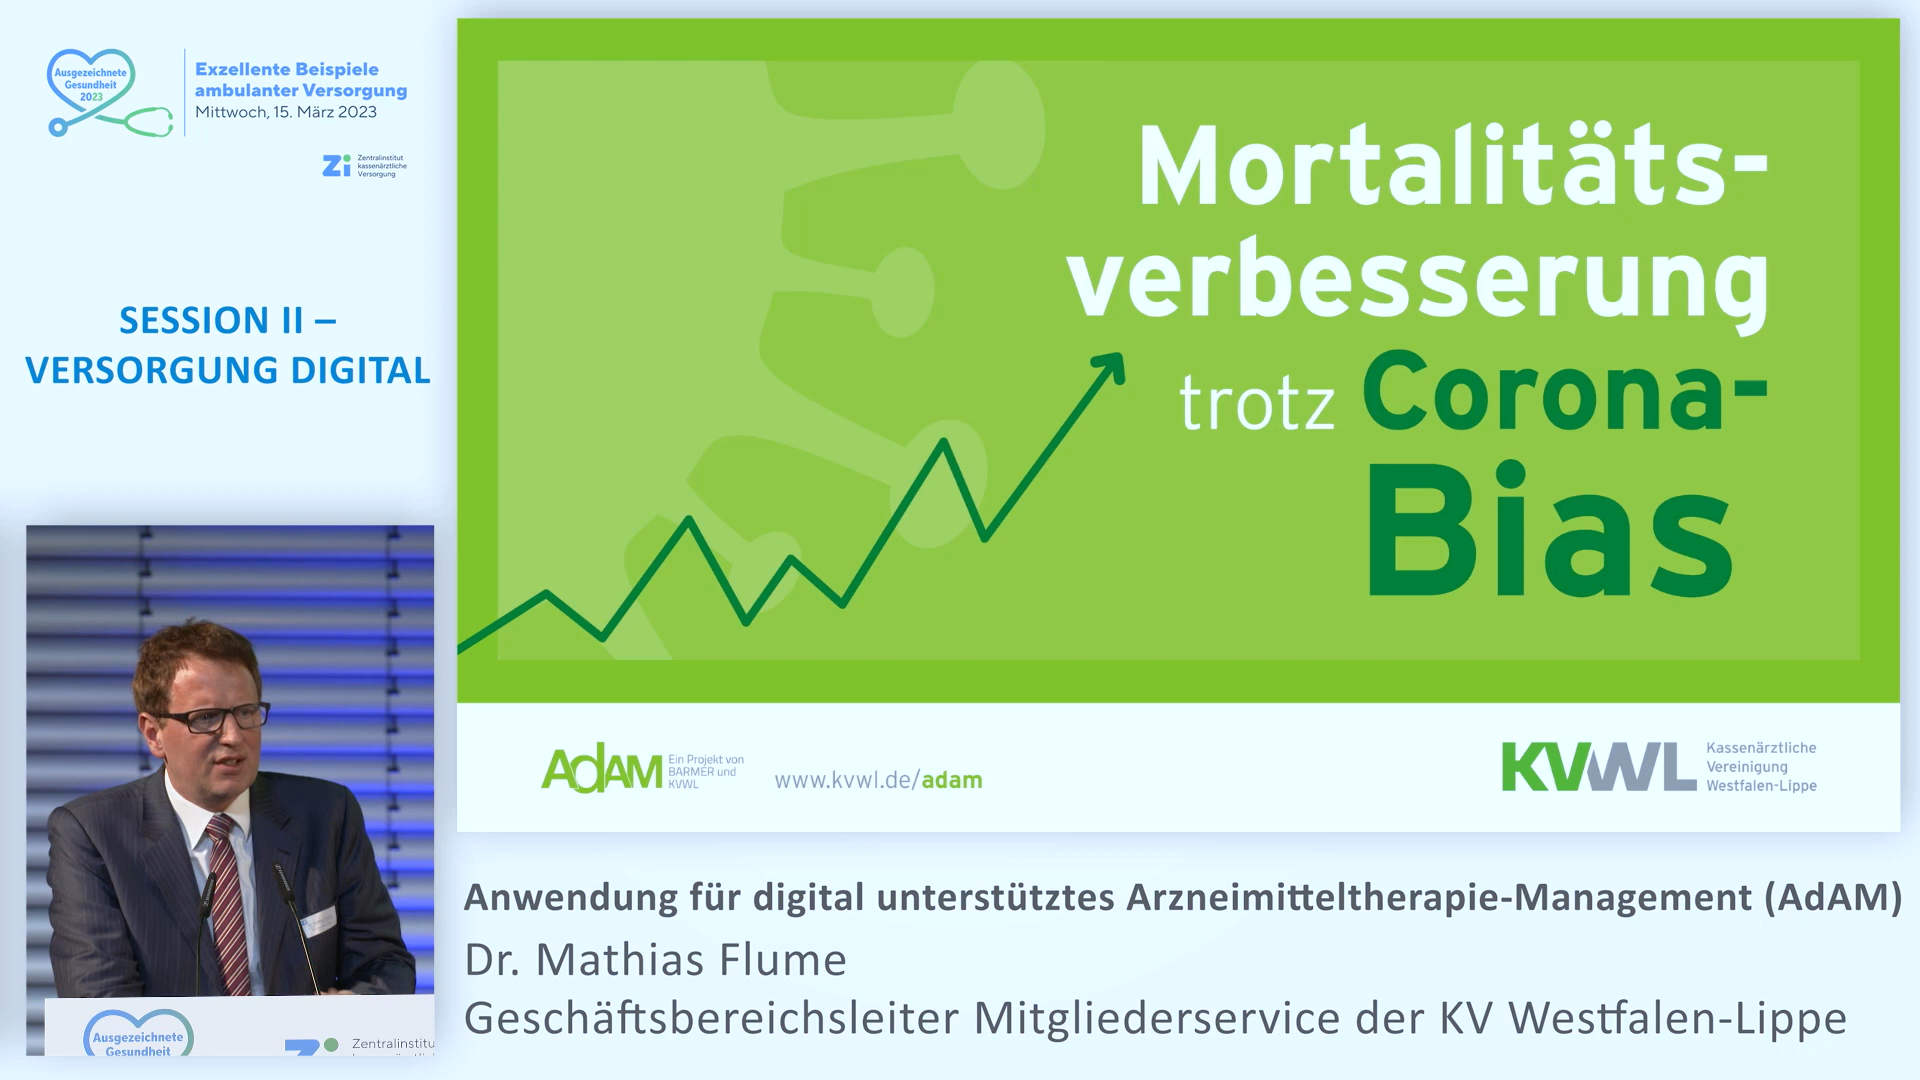 Ausgezeichnete
Gesundheit
2023
Exzellente Beispiele
ambulanter Versorgung
Mittwoch, 15. März 2023
Zi
Zentralinstitut
kassenärztliche
Versorgung
SESSION II –
VERSORGUNG DIGITAL
Mortalitäts-
verbesserung
trotz Corona-
Bias
AdAM
Ein Projekt von
BARMER und
KVWL
www.kvwl.de/adam
KVWL
Kassenärztliche
Vereinigung
Westfalen-Lippe
Ausgezeichnete
Gesundheit
Zi
Zentralinstitu
Anwendung für digital unterstütztes Arzneimitteltherapie-Management (AdAM)
Dr. Mathias Flume
Geschäftsbereichsleiter Mitgliederservice der KV Westfalen-Lippe